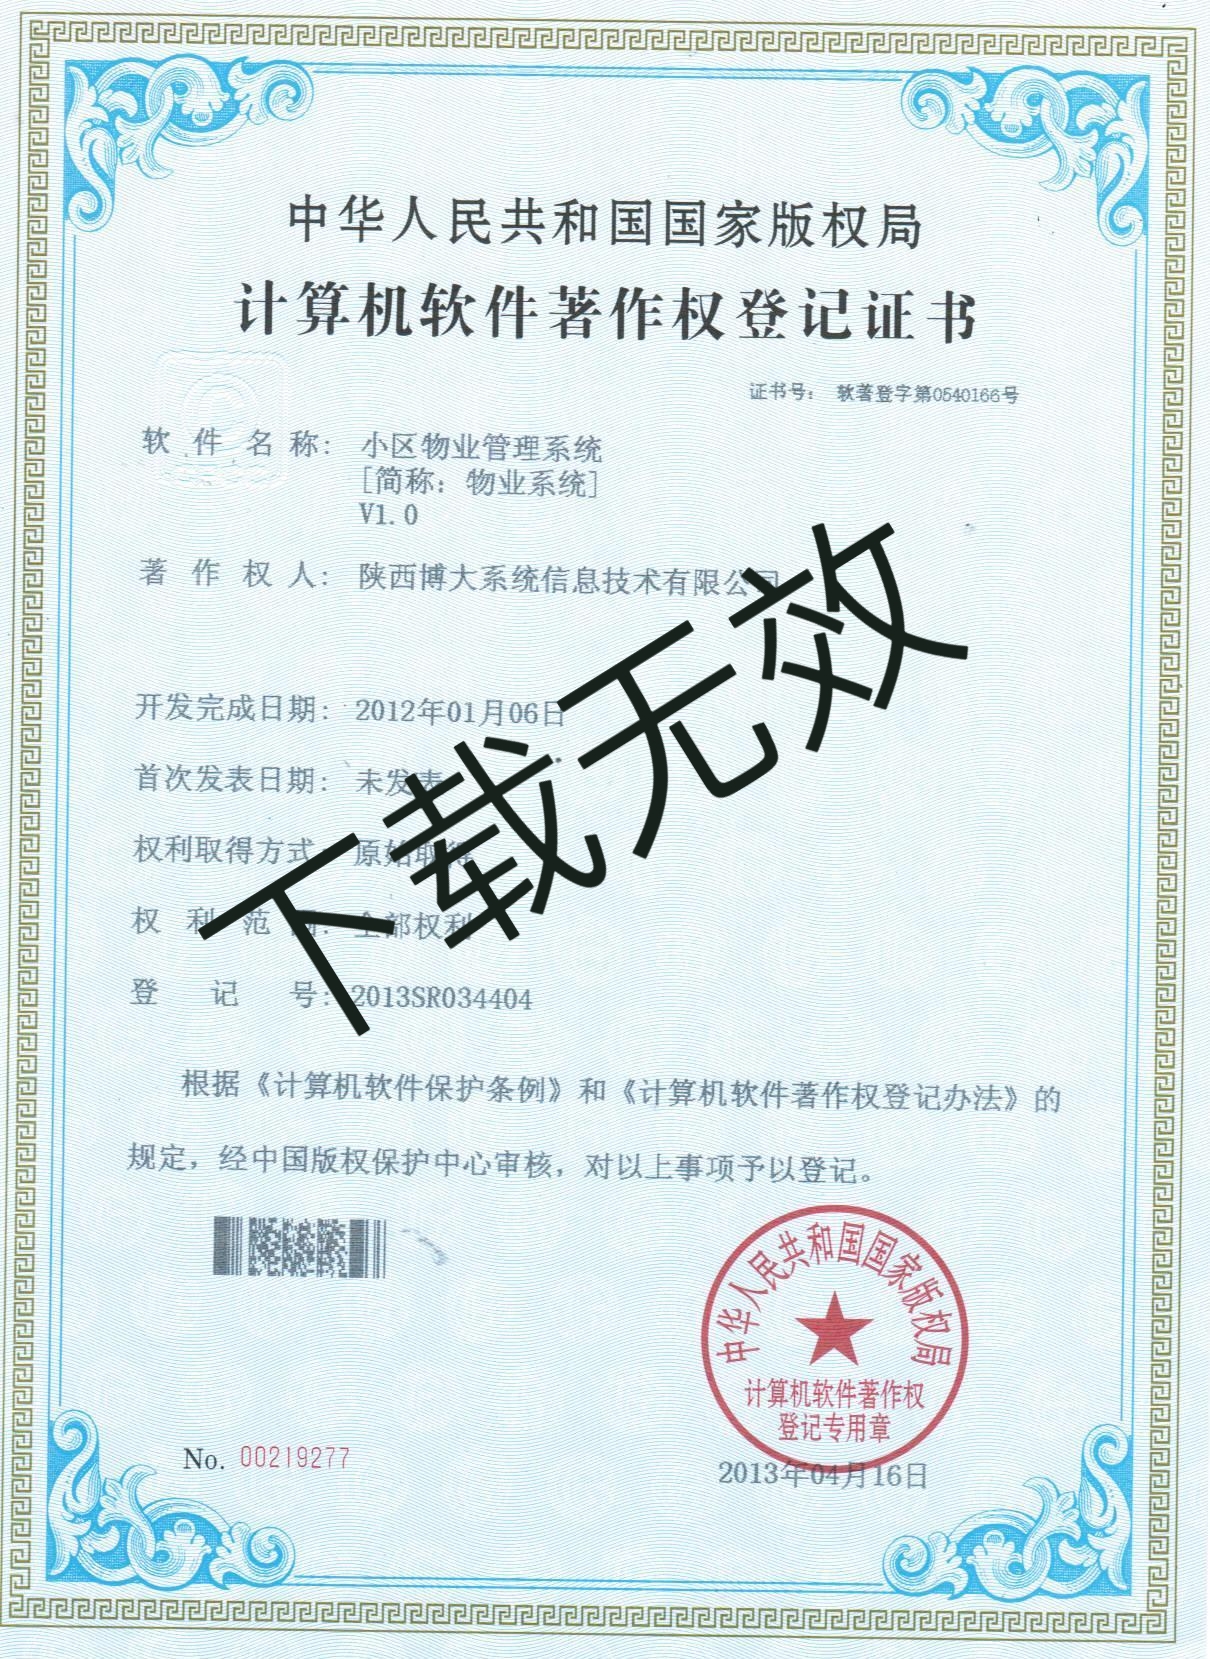 中华人民共和国国家版权局
计算机软件著作权登记证书
证书号： 软著登字第0540166号
软件名称： 小区物业管理系统
[简称：物业系统]
V1.0
著作权人： 陕西博大系统信息技术有限公司
开发完成日期： 2012年01月06日
首次发表日期： 未发表
权利取得方式： 原始取得
权利范围： 全部权利
登记号： 2013SR034404
根据《计算机软件保护条例》和《计算机软件著作权登记办法》的
规定，经中国版权保护中心审核，对以上事项予以登记。
下载无效
中华人民共和国国家版权局
计算机软件著作权
登记专用章
No. 00219277
2013年04月16日